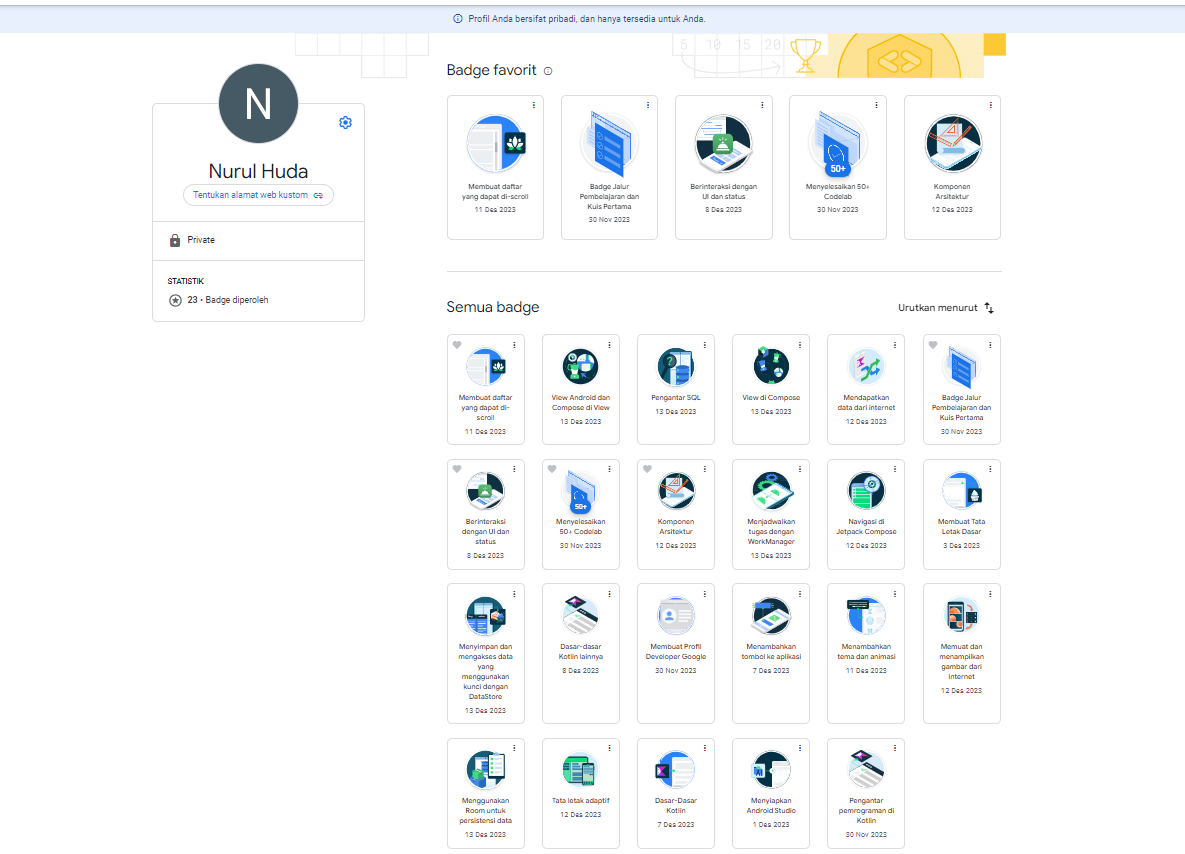 Profil Anda bersifat pribadi, dan hanya tersedia untuk Anda.
5 10 15 20
N
Nurul Huda
Tentukan alamat web kustom
Private
STATISTIK
23 • Badge diperoleh
Badge favorit
Membuat daftar
yang dapat di-scroll
11 Des 2023
Badge Jalur
Pembelajaran dan
Kuis Pertama
30 Nov 2023
Berinteraksi dengan
UI dan status
8 Des 2023
50+
Menyelesaikan 50+
Codelab
30 Nov 2023
Komponen
Arsitektur
12 Des 2023
Semua badge
Urutkan menurut
Membuat daftar
yang dapat di-
scroll
11 Des 2023
View Android dan
Compose di View
13 Des 2023
Pengantar SQL
13 Des 2023
View di Compose
13 Des 2023
Mendapatkan
data dari internet
12 Des 2023
Badge Jalur
Pembelajaran dan
Kuis Pertama
30 Nov 2023
Berinteraksi
dengan UI dan
status
8 Des 2023
50+
Menyelesaikan
50+ Codelab
30 Nov 2023
Komponen
Arsitektur
12 Des 2023
Menjadwalkan
tugas dengan
WorkManager
13 Des 2023
Navigasi di
Jetpack Compose
12 Des 2023
Membuat Tata
Letak Dasar
3 Des 2023
Menyimpan dan
mengakses data
yang
menggunakan
kunci dengan
DataStore
13 Des 2023
Dasar-dasar
Kotlin lainnya
8 Des 2023
Membuat Profil
Developer Google
30 Nov 2023
Menambahkan
tombol ke aplikasi
7 Des 2023
Menambahkan
tema dan animasi
11 Des 2023
Memuat dan
menampilkan
gambar dari
internet
12 Des 2023
Menggunakan
Room untuk
persistensi data
13 Des 2023
Tata letak adaptif
12 Des 2023
Dasar-Dasar
Kotlin
7 Des 2023
Menyiapkan
Android Studio
1 Des 2023
Pengantar
pemrograman di
Kotlin
30 Nov 2023